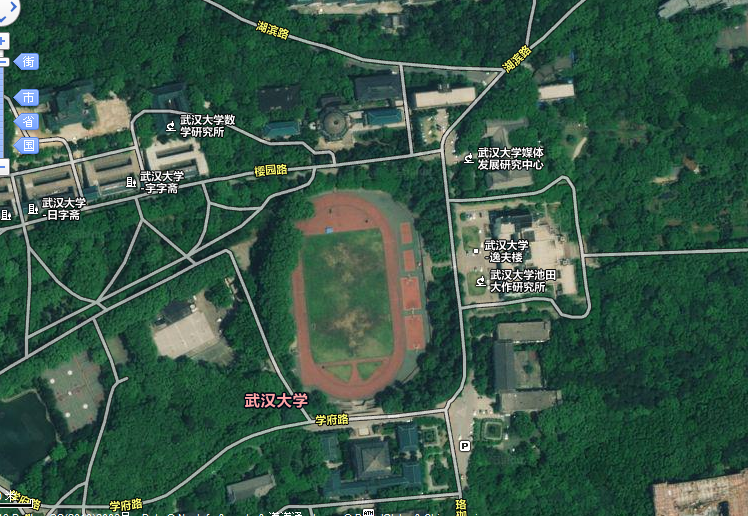 湖滨路
湖滨路
街
市
省
国
武汉大学数
学研究所
武汉大学媒体
发展研究中心
樱园路
武汉大学
-宇字斋
武汉大学
-日字斋
武汉大学
-逸夫楼
武汉大学池田
大作研究所
武汉大学
学府路
P
学府路
学府路
珞